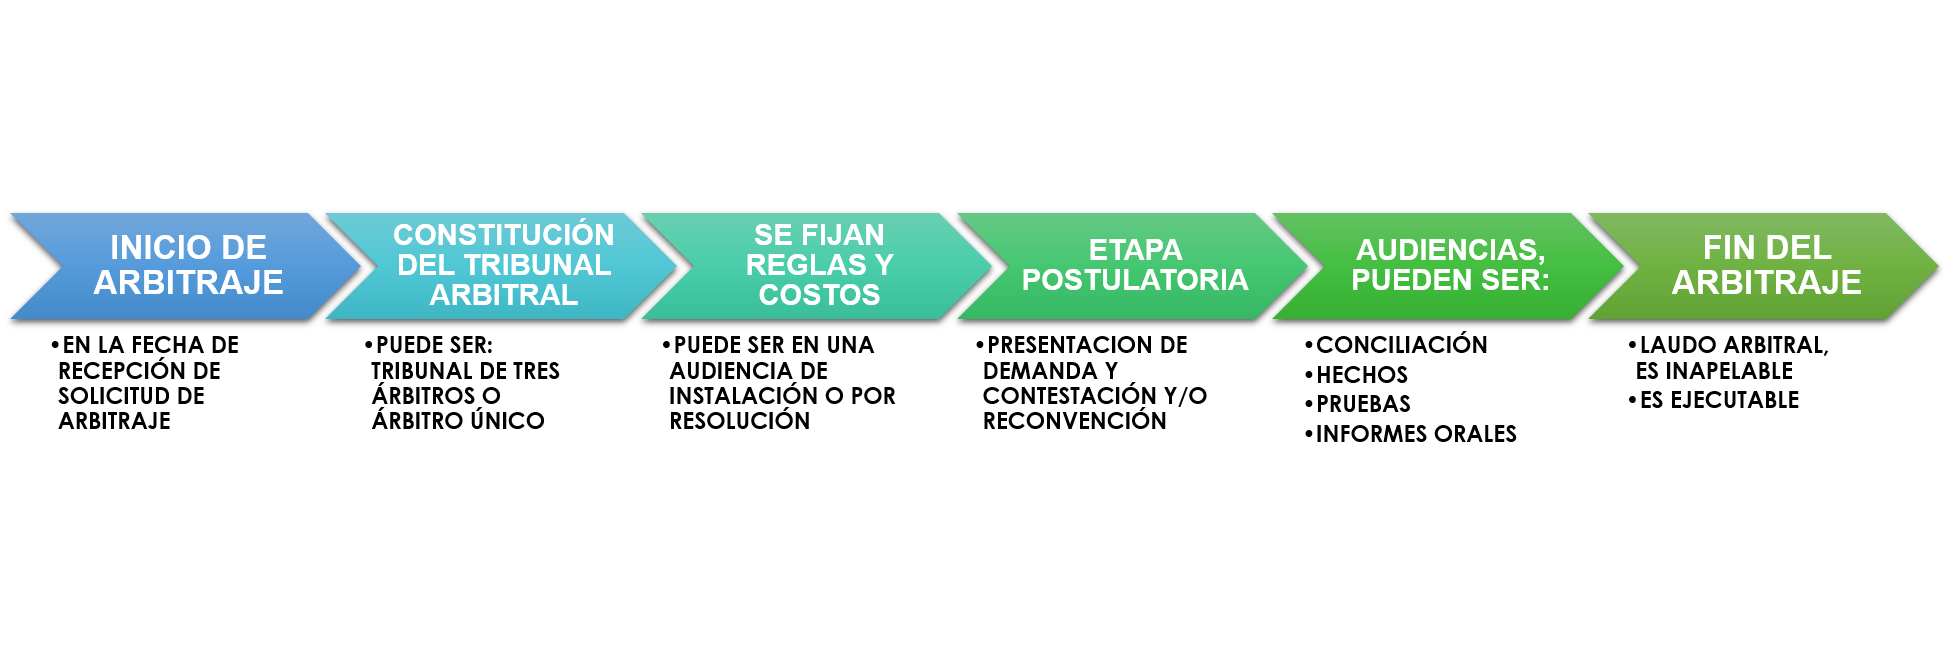 INICIO DE
ARBITRAJE
•EN LA FECHA DE
RECEPCIÓN DE
SOLICITUD DE
ARBITRAJE
CONSTITUCIÓN
DEL TRIBUNAL
ARBITRAL
•PUEDE SER:
TRIBUNAL DE TRES
ÁRBITROS O
ÁRBITRO ÚNICO
SE FIJAN
REGLAS Y
COSTOS
•PUEDE SER EN UNA
AUDIENCIA DE
INSTALACIÓN O POR
RESOLUCIÓN
ETAPA
POSTULATORIA
•PRESENTACION DE
DEMANDA Y
CONTESTACIÓN Y/O
RECONVENCIÓN
AUDIENCIAS,
PUEDEN SER:
•CONCILIACIÓN
•HECHOS
•PRUEBAS
•INFORMES ORALES
FIN DEL
ARBITRAJE
•LAUDO ARBITRAL,
ES INAPELABLE
•ES EJECUTABLE